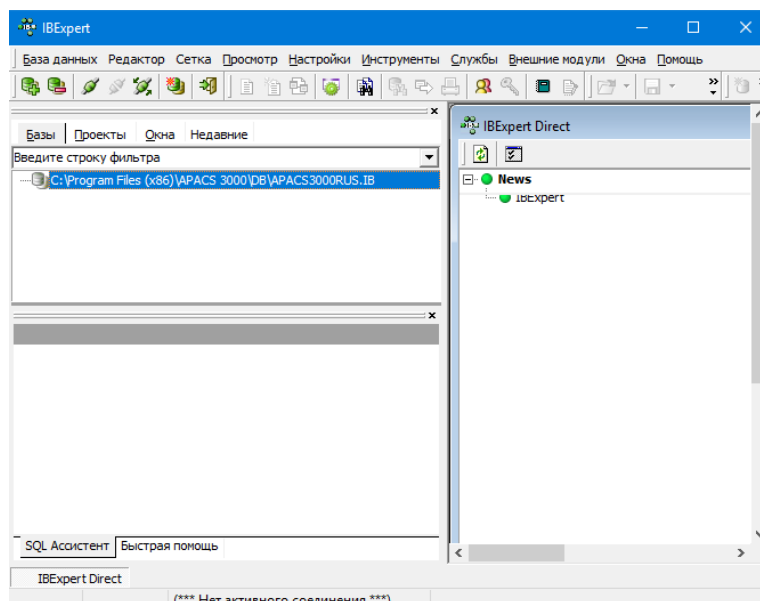 IBExpert
База данных Редактор Сетка Просмотр Настройки Инструменты Службы Внешние модули Окна Помощь
Базы Проекты Окна Недавние
Введите строку фильтра
C:\Program Files (x86)\APACS 3000\DB\APACS3000RUS.IB
IBExpert Direct
News
IBExpert
SQL Ассистент Быстрая помощь
IBExpert Direct
(*** Нет активного соединения ***)